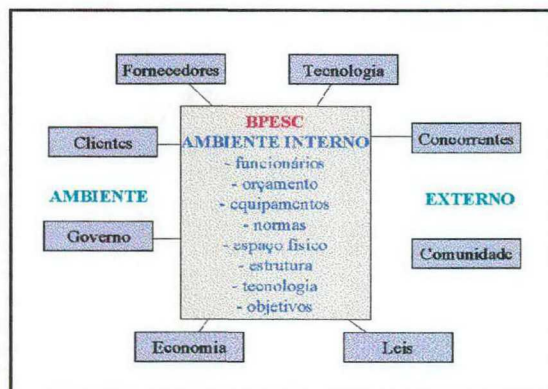 Fornecedores
Tecnologia
BPESC
AMBIENTE INTERNO
- funcionários
- orçamento
- equipamentos
- normas
- espaço físico
- estrutura
- tecnologia
- objetivos
Clientes
Concorrentes
AMBIENTE
EXTERNO
Governo
Comunidade
Economia
Leis